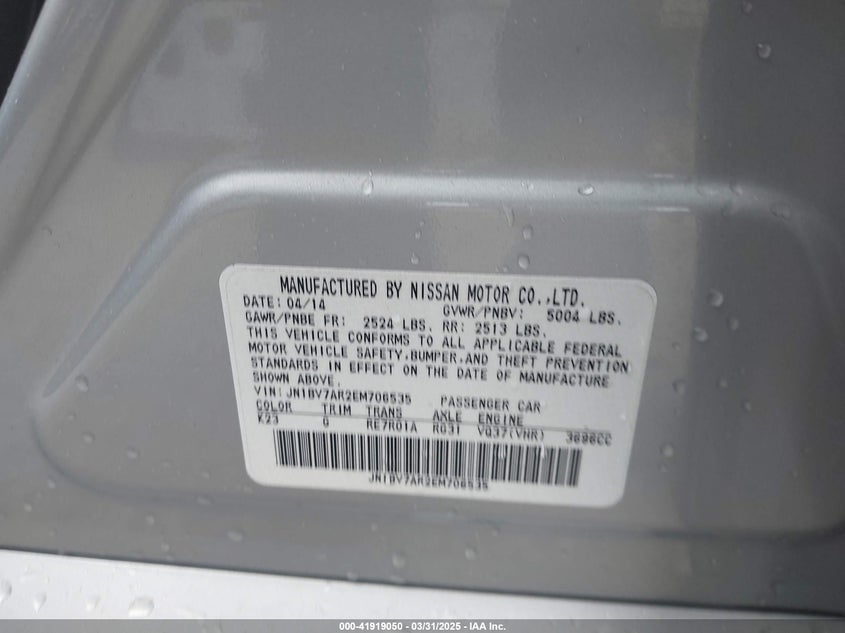 MANUFACTURED BY NISSAN MOTOR CO.,LTD.
DATE: 04/14 GVWR/PNBV: 5004 LBS.
GAWR/PNBE FR: 2524 LBS. RR: 2513 LBS.
THIS VEHICLE CONFORMS TO ALL APPLICABLE FEDERAL
MOTOR VEHICLE SAFETY,BUMPER,AND THEFT PREVENTION
STANDARDS IN EFFECT ON THE DATE OF MANUFACTURE
SHOWN ABOVE.
VIN: JN1BV7AR2EM706535 PASSENGER CAR
COLOR TRIM TRANS AXLE ENGINE
K23 G RE7R01A R031 VQ37(VHR) 3696CC
JN1BV7AR2EM706535
000-41919050 - 03/31/2025 - IAA Inc.